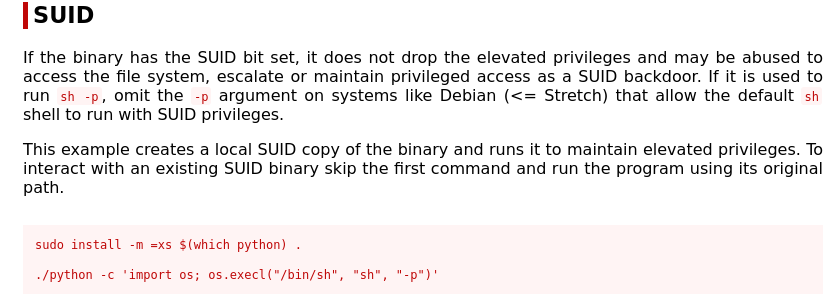 SUID
If the binary has the SUID bit set, it does not drop the elevated privileges and may be abused to
access the file system, escalate or maintain privileged access as a SUID backdoor. If it is used to
run sh -p, omit the -p argument on systems like Debian (<= Stretch) that allow the default sh
shell to run with SUID privileges.
This example creates a local SUID copy of the binary and runs it to maintain elevated privileges. To
interact with an existing SUID binary skip the first command and run the program using its original
path.
sudo install -m =xs $(which python) .
./python -c 'import os; os.execl("/bin/sh", "sh", "-p")'